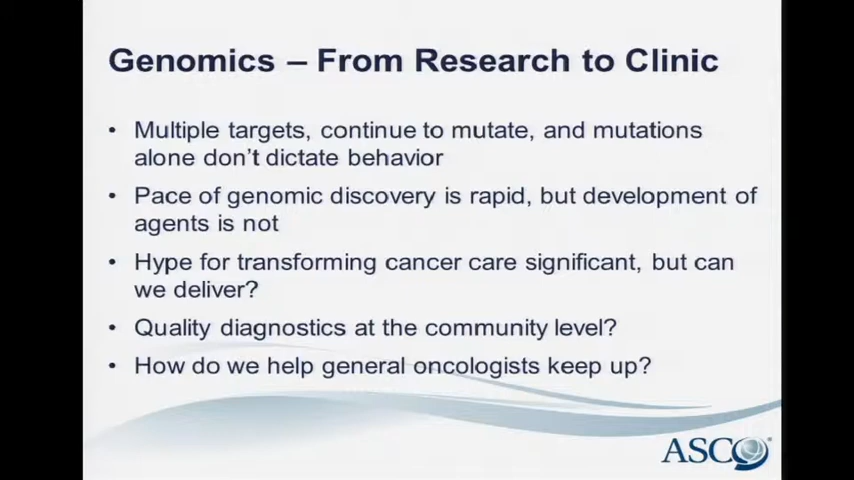 Genomics – From Research to Clinic
• Multiple targets, continue to mutate, and mutations
alone don't dictate behavior
• Pace of genomic discovery is rapid, but development of
agents is not
• Hype for transforming cancer care significant, but can
we deliver?
• Quality diagnostics at the community level?
• How do we help general oncologists keep up?
ASCO